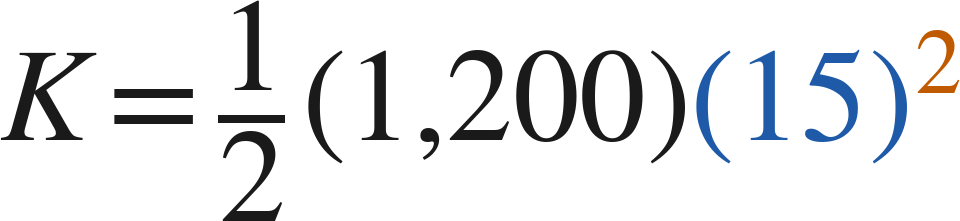 K = 1/2 (1,200)(15)²